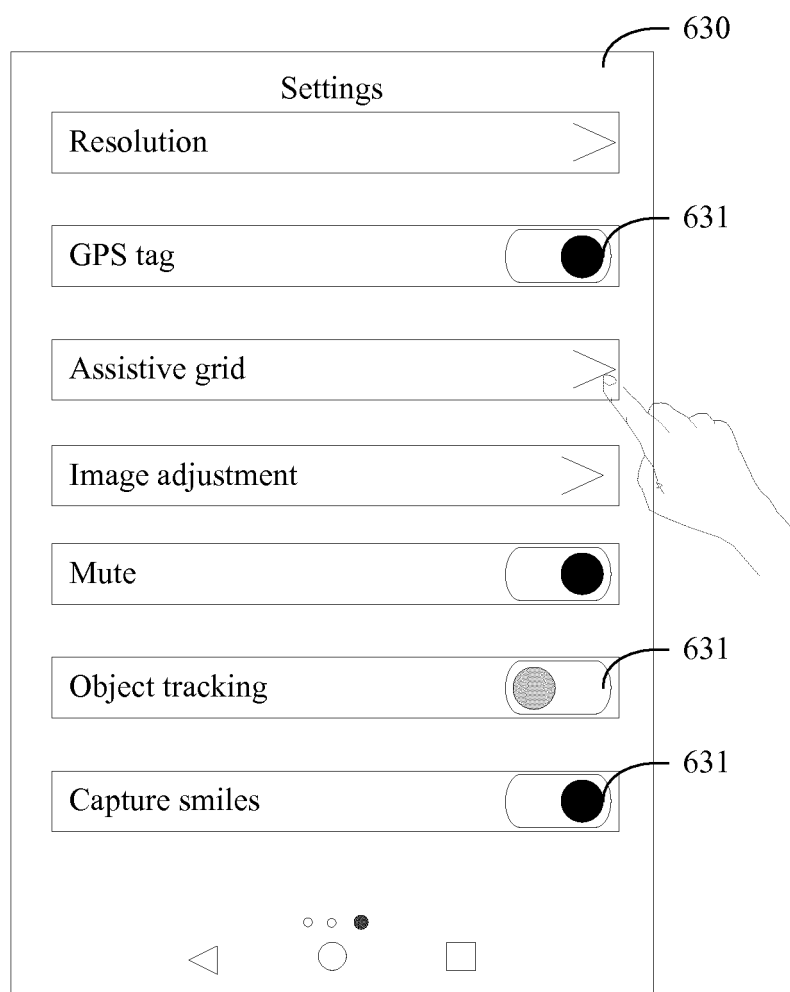 630
Settings
Resolution
631
GPS tag
Assistive grid
Image adjustment
Mute
631
Object tracking
631
Capture smiles